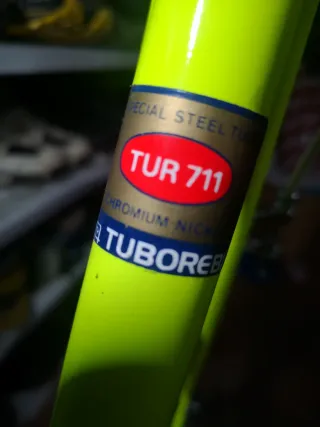 SPECIAL STEEL
TUR 711
CHROMIUM
TUBOREB